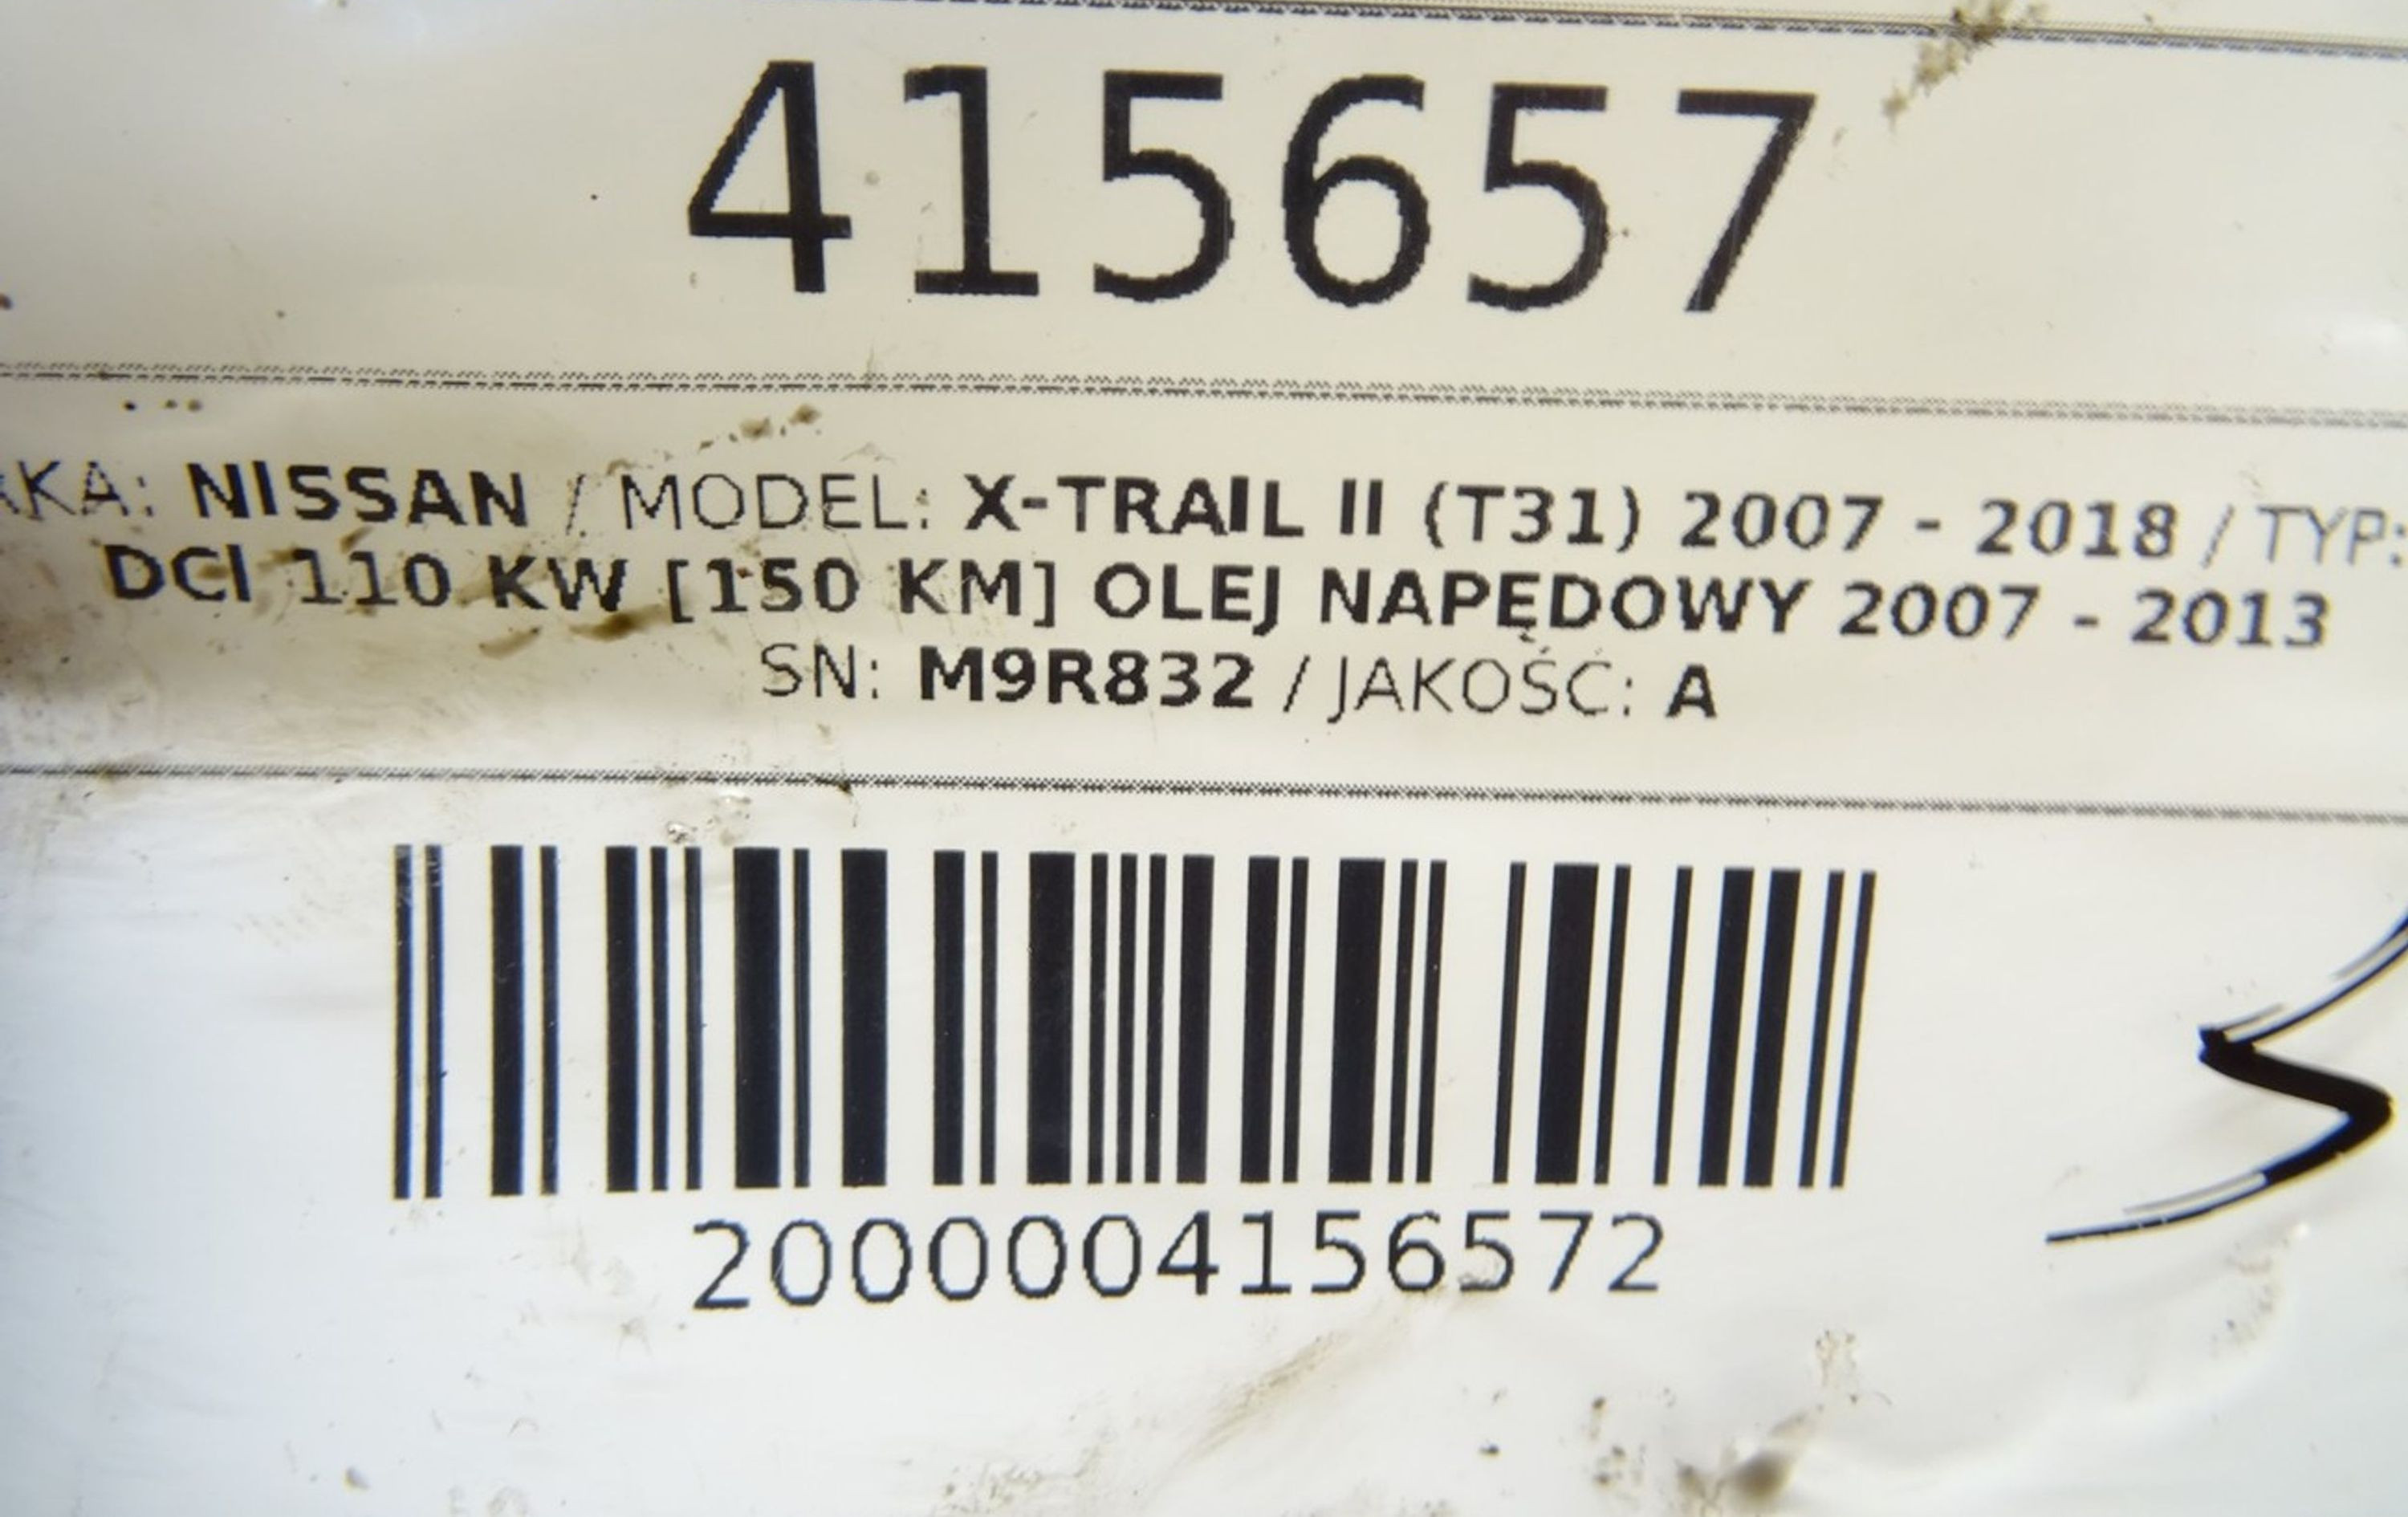 415657
AKA: NISSAN / MODEL: X-TRAIL II (T31) 2007 - 2018 / TYP:
DCI 110 KW [150 KM] OLEJ NAPĘDOWY 2007 - 2013
SN: M9R832 / JAKOŚĆ: A
2000004156572